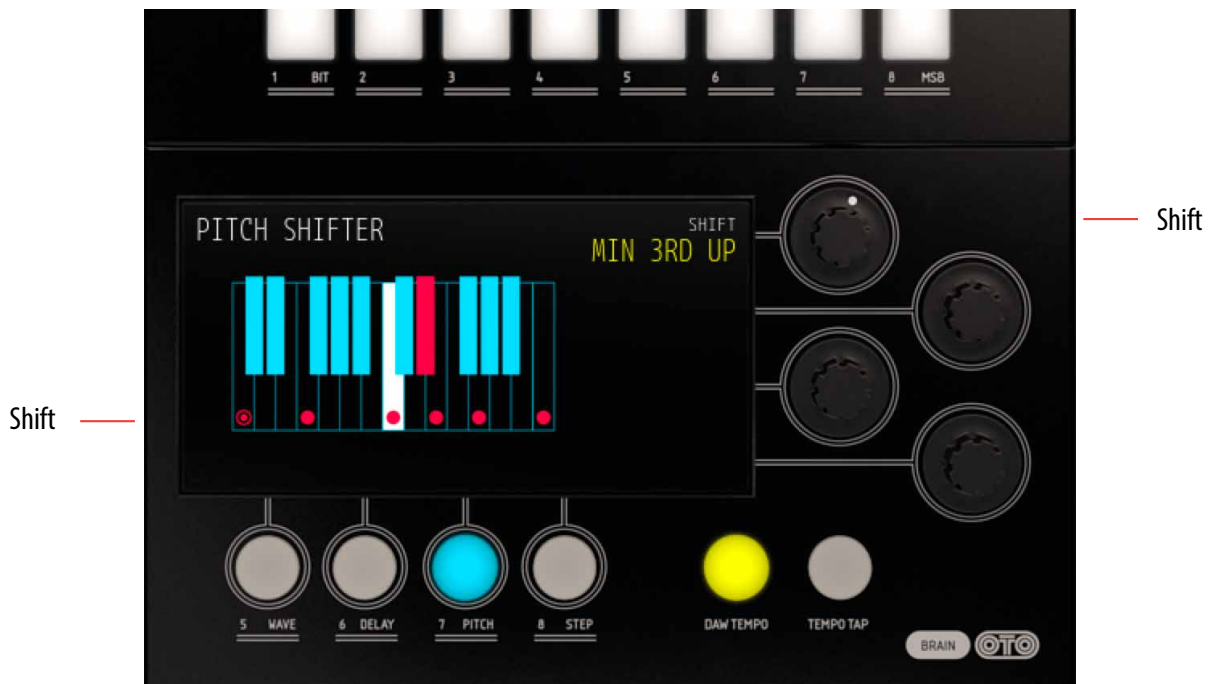 1 BIT 2 3 4 5 6 7 8 MSB
PITCH SHIFTER
SHIFT
MIN 3RD UP
Shift
Shift
5 WAVE 6 DELAY 7 PITCH 8 STEP DAW TEMPO TEMPO TAP
BRAIN OTO